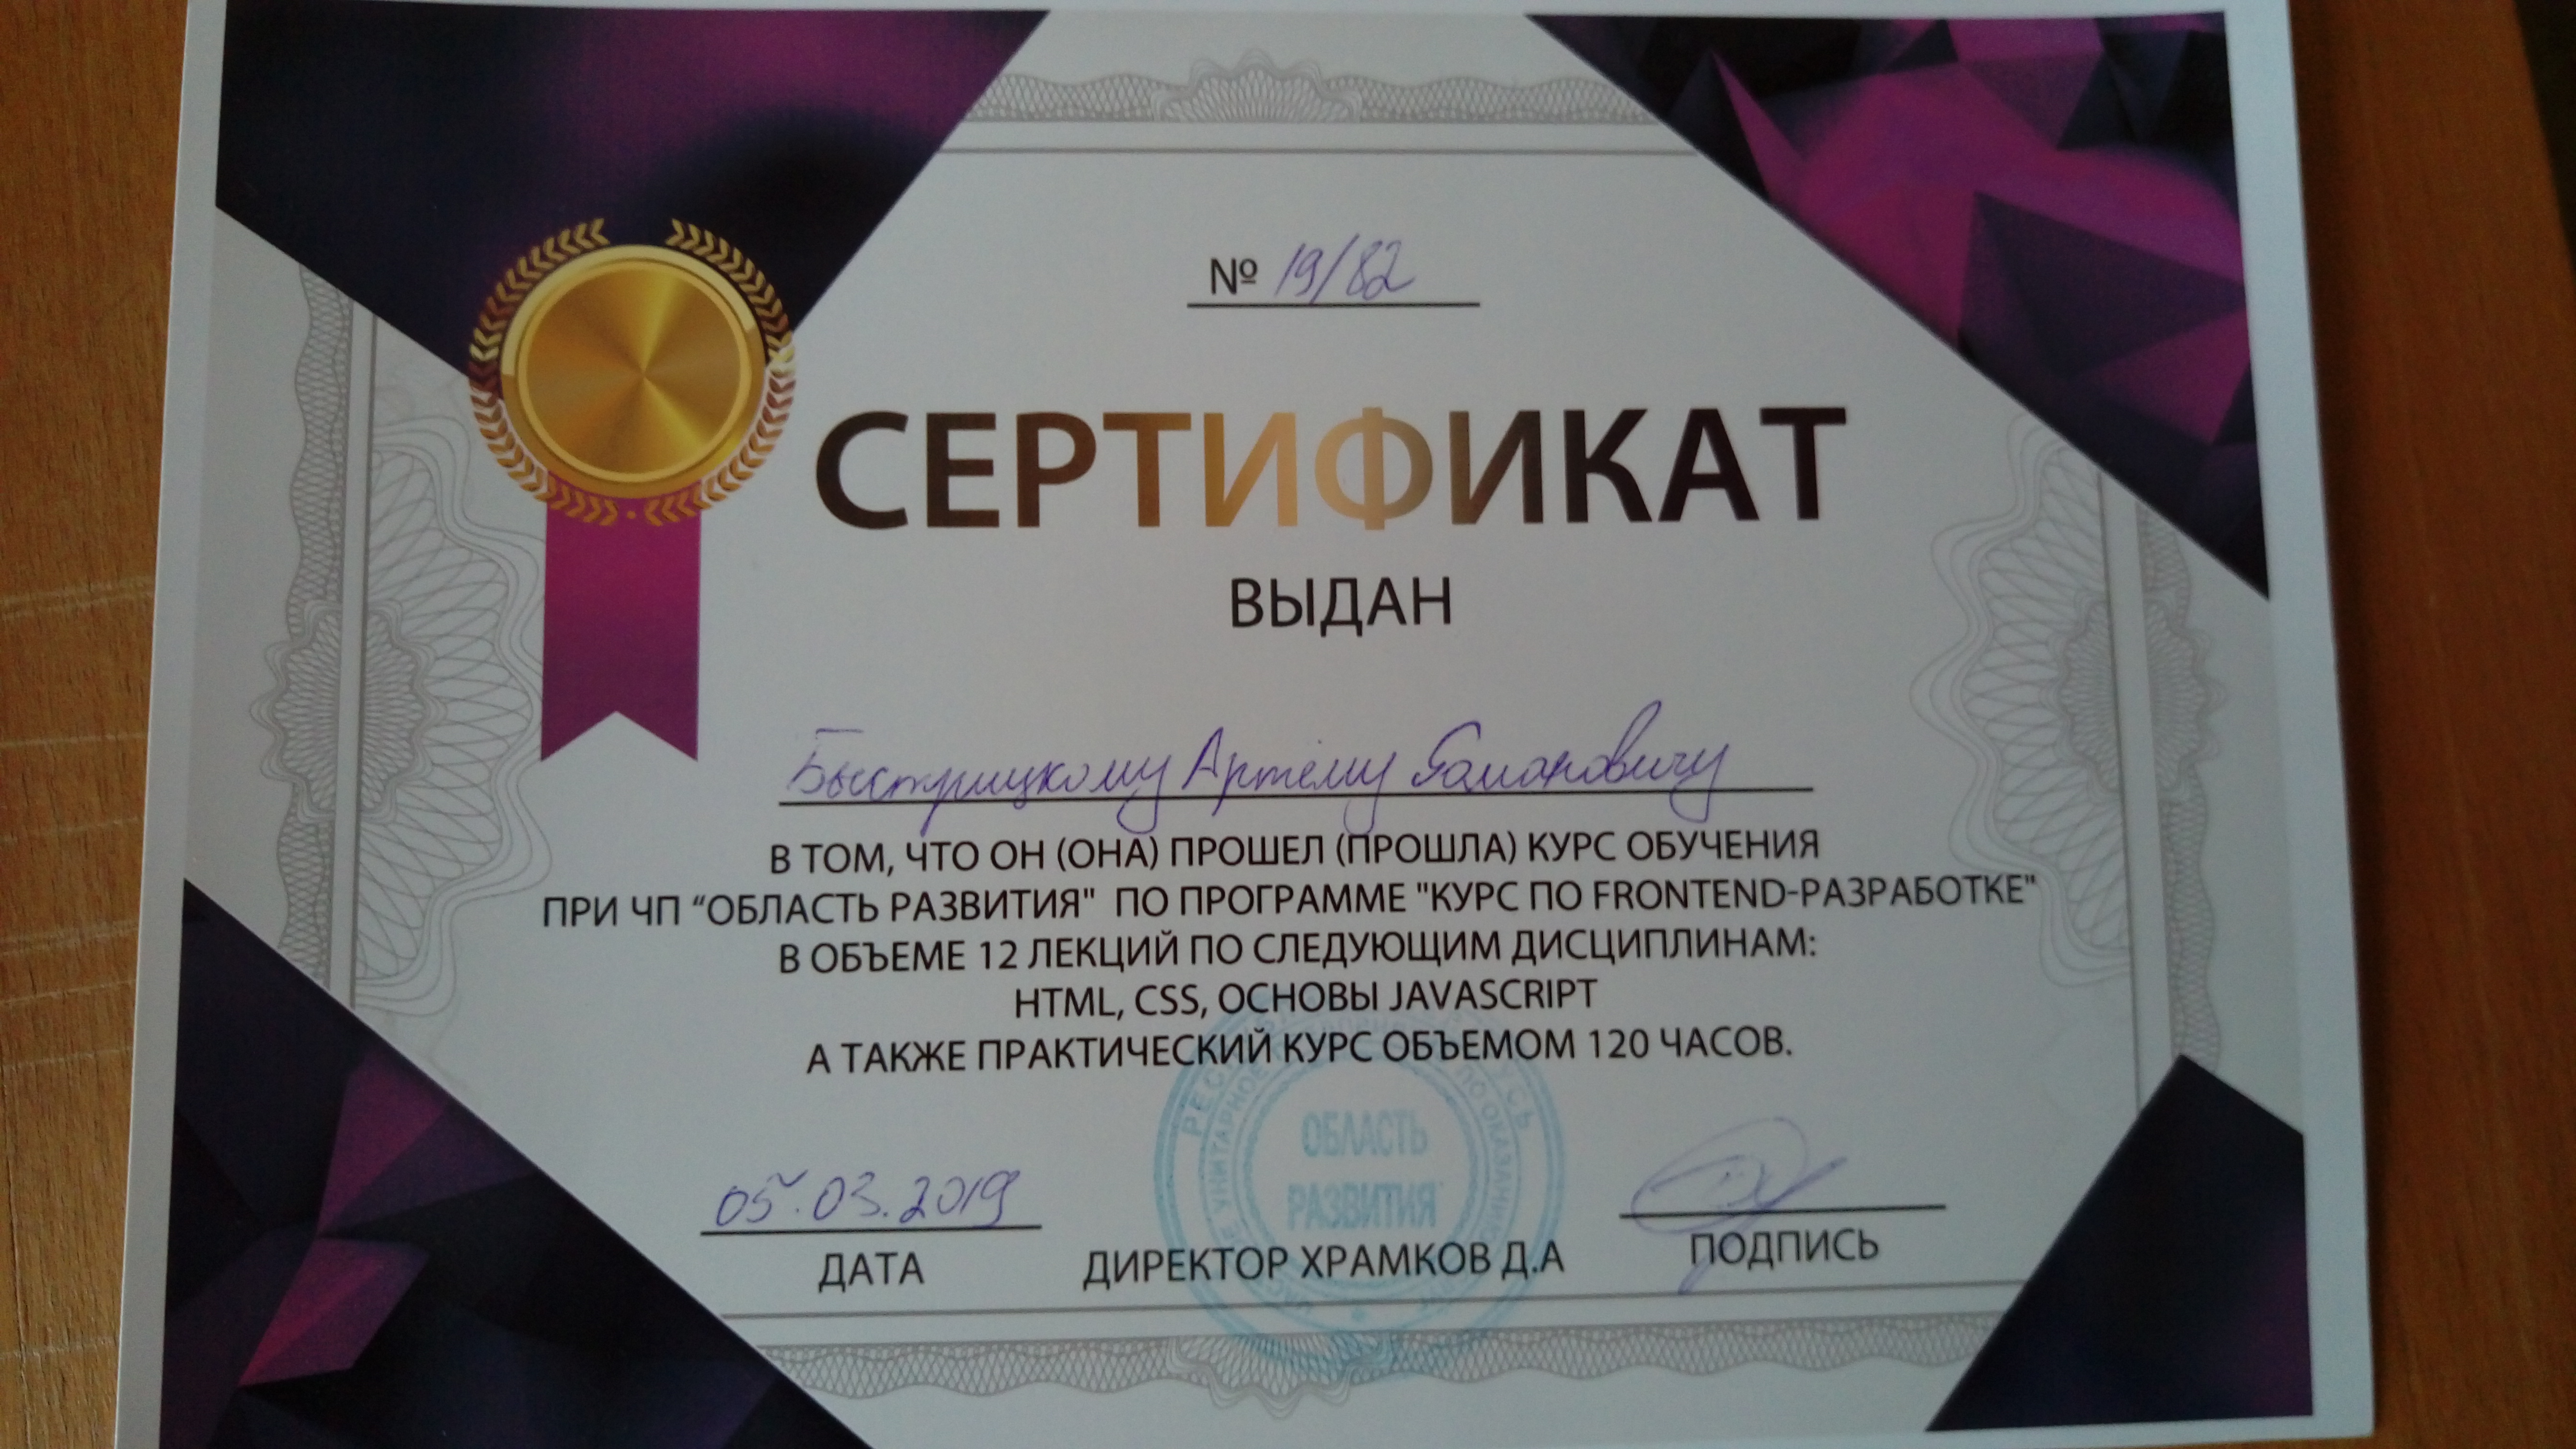 № 19/82
СЕРТИФИКАТ
ВЫДАН
Быстрицкому Артёму Романовичу
В ТОМ, ЧТО ОН (ОНА) ПРОШЕЛ (ПРОШЛА) КУРС ОБУЧЕНИЯ
ПРИ ЧП “ОБЛАСТЬ РАЗВИТИЯ" ПО ПРОГРАММЕ "КУРС ПО FRONTEND-РАЗРАБОТКЕ"
В ОБЪЕМЕ 12 ЛЕКЦИЙ ПО СЛЕДУЮЩИМ ДИСЦИПЛИНАМ:
HTML, CSS, ОСНОВЫ JAVASCRIPT
А ТАКЖЕ ПРАКТИЧЕСКИЙ КУРС ОБЪЕМОМ 120 ЧАСОВ.
ОБЛАСТЬ
РАЗВИТИЯ
05.03.2019
ДАТА
ДИРЕКТОР ХРАМКОВ Д.А
ПОДПИСЬ